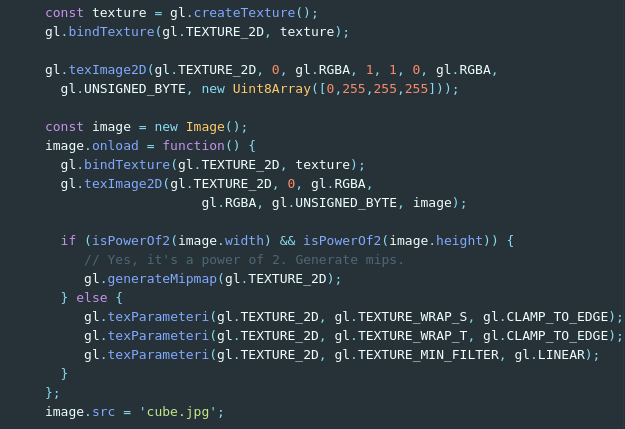 const texture = gl.createTexture();
gl.bindTexture(gl.TEXTURE_2D, texture);
gl.texImage2D(gl.TEXTURE_2D, 0, gl.RGBA, 1, 1, 0, gl.RGBA,
gl.UNSIGNED_BYTE, new Uint8Array([0,255,255,255]));
const image = new Image();
image.onload = function() {
gl.bindTexture(gl.TEXTURE_2D, texture);
gl.texImage2D(gl.TEXTURE_2D, 0, gl.RGBA,
gl.RGBA, gl.UNSIGNED_BYTE, image);
if (isPowerOf2(image.width) && isPowerOf2(image.height)) {
// Yes, it's a power of 2. Generate mips.
gl.generateMipmap(gl.TEXTURE_2D);
} else {
gl.texParameteri(gl.TEXTURE_2D, gl.TEXTURE_WRAP_S, gl.CLAMP_TO_EDGE);
gl.texParameteri(gl.TEXTURE_2D, gl.TEXTURE_WRAP_T, gl.CLAMP_TO_EDGE);
gl.texParameteri(gl.TEXTURE_2D, gl.TEXTURE_MIN_FILTER, gl.LINEAR);
}
};
image.src = 'cube.jpg';